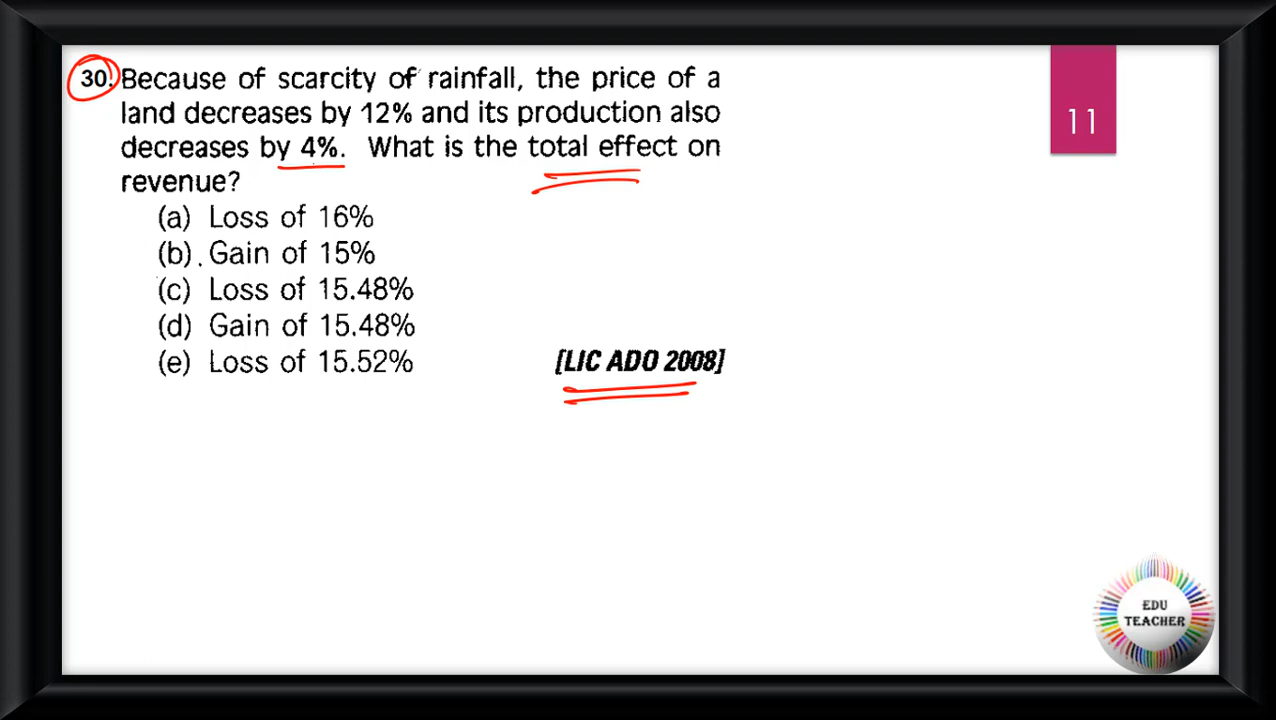 30. Because of scarcity of rainfall, the price of a
land decreases by 12% and its production also
decreases by 4%. What is the total effect on
revenue?
(a) Loss of 16%
(b) Gain of 15%
(c) Loss of 15.48%
(d) Gain of 15.48%
(e) Loss of 15.52%
[LIC ADO 2008]
11
EDU
TEACHER